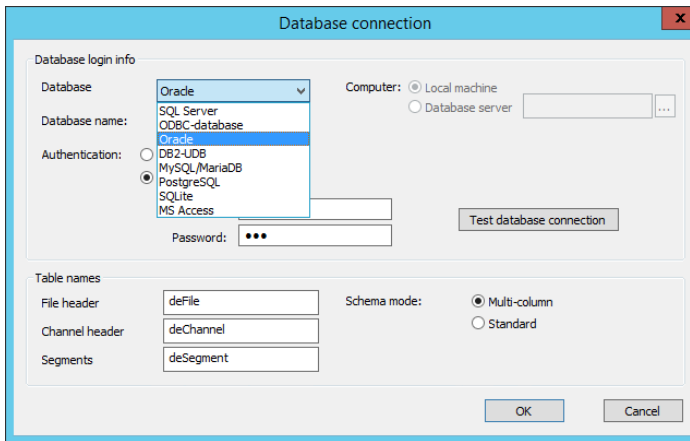 Database connection
x
Database login info
Database
Oracle
Computer:
Local machine
Database server
...
Database name:
SQL Server
ODBC-database
Oracle
DB2-UDB
MySQL/MariaDB
PostgreSQL
SQLite
MS Access
Authentication:
Password:
Test database connection
Table names
File header
deFile
Schema mode:
Multi-column
Standard
Channel header
deChannel
Segments
deSegment
OK
Cancel